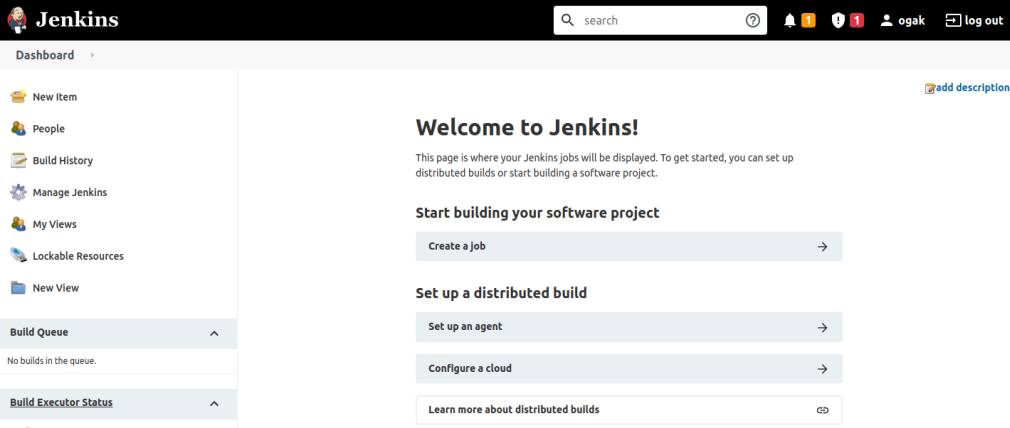 Jenkins
search
1
1
ogak
log out
Dashboard
New Item
People
Build History
Manage Jenkins
My Views
Lockable Resources
New View
Build Queue
No builds in the queue.
Build Executor Status
add description
Welcome to Jenkins!
This page is where your Jenkins jobs will be displayed. To get started, you can set up
distributed builds or start building a software project.
Start building your software project
Create a job
Set up a distributed build
Set up an agent
Configure a cloud
Learn more about distributed builds